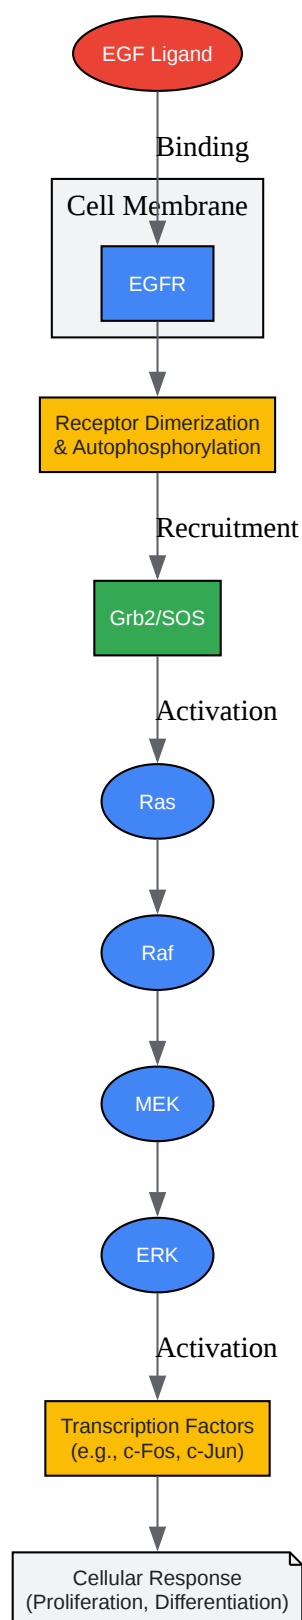 EGF Ligand
Binding
Cell Membrane
EGFR
Receptor Dimerization
& Autophosphorylation
Recruitment
Grb2/SOS
Activation
Ras
Raf
MEK
ERK
Activation
Transcription Factors
(e.g., c-Fos, c-Jun)
Cellular Response
(Proliferation, Differentiation)